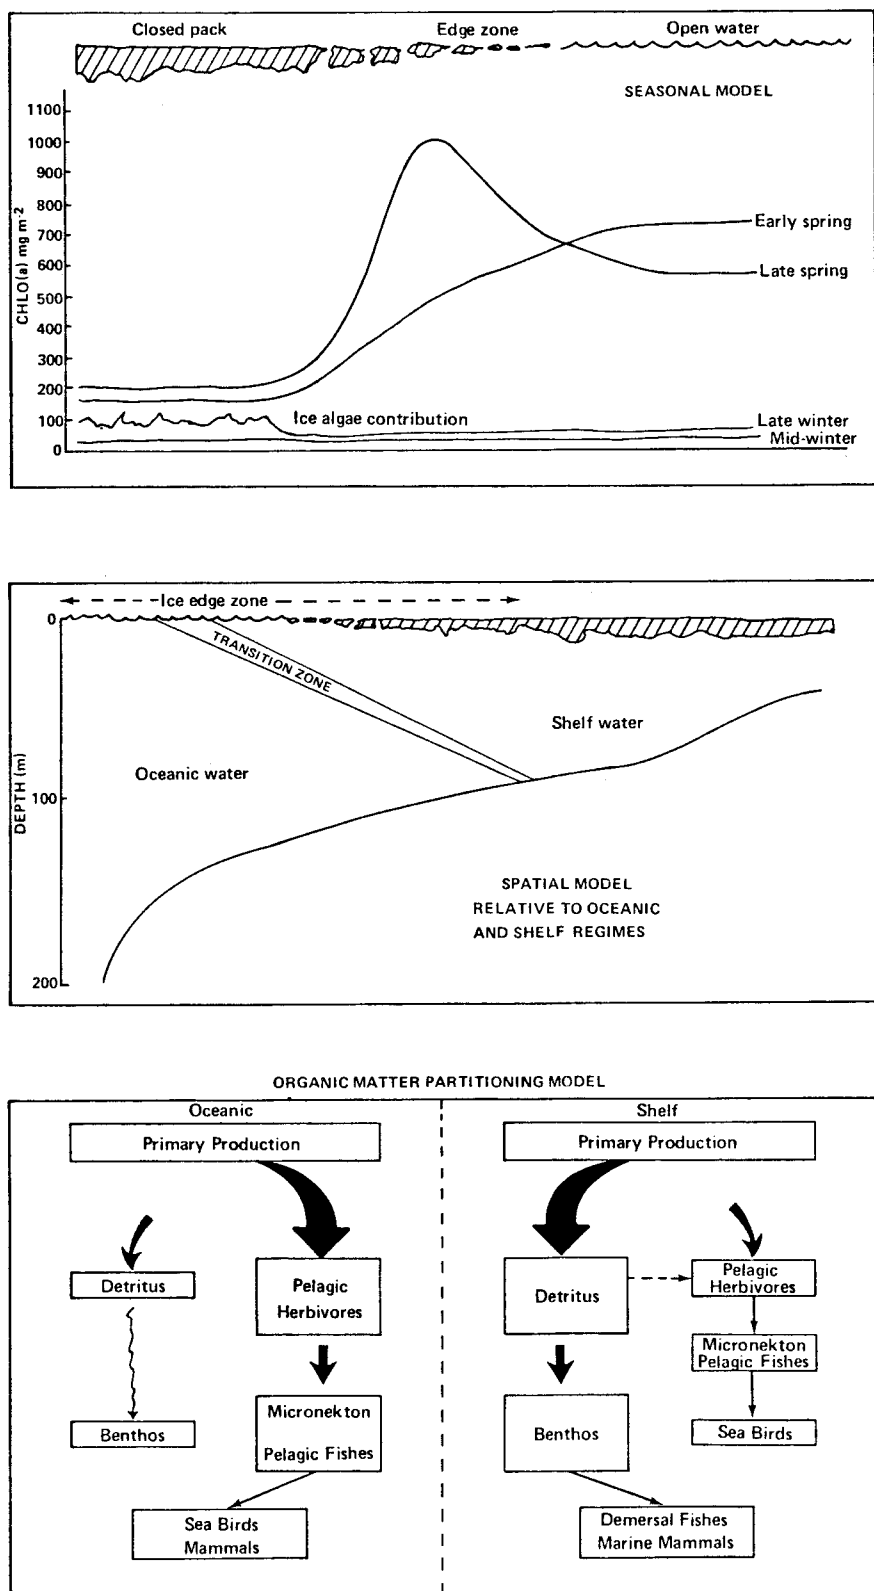 Closed pack
Edge zone
Open water
SEASONAL MODEL
CHLO(a) mg m-2
1100
1000
900
800
700
600
500
400
300
200
100
0
Early spring
Late spring
Ice algae contribution
Late winter
Mid-winter
Ice edge zone
0
100
200
DEPTH (m)
TRANSITION ZONE
Shelf water
Oceanic water
SPATIAL MODEL
RELATIVE TO OCEANIC
AND SHELF REGIMES
ORGANIC MATTER PARTITIONING MODEL
Oceanic
Primary Production
Detritus
Pelagic
Herbivores
Benthos
Micronekton
Pelagic Fishes
Sea Birds
Mammals
Shelf
Primary Production
Detritus
Pelagic
Herbivores
Micronekton
Pelagic Fishes
Benthos
Sea Birds
Demersal Fishes
Marine Mammals